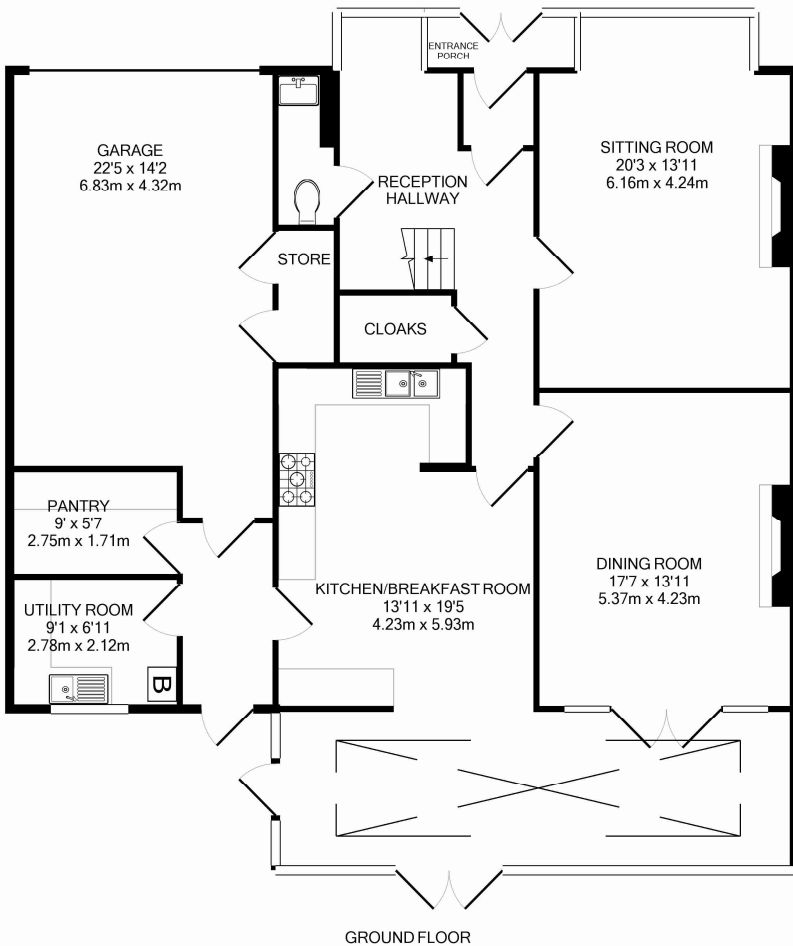 ENTRANCE
PORCH
GARAGE
22'5 x 14'2
6.83m x 4.32m
SITTING ROOM
20'3 x 13'11
6.16m x 4.24m
RECEPTION
HALLWAY
STORE
CLOAKS
PANTRY
9' x 5'7
2.75m x 1.71m
DINING ROOM
17'7 x 13'11
5.37m x 4.23m
KITCHEN/BREAKFAST ROOM
13'11 x 19'5
4.23m x 5.93m
UTILITY ROOM
9'1 x 6'11
2.78m x 2.12m
B
GROUND FLOOR